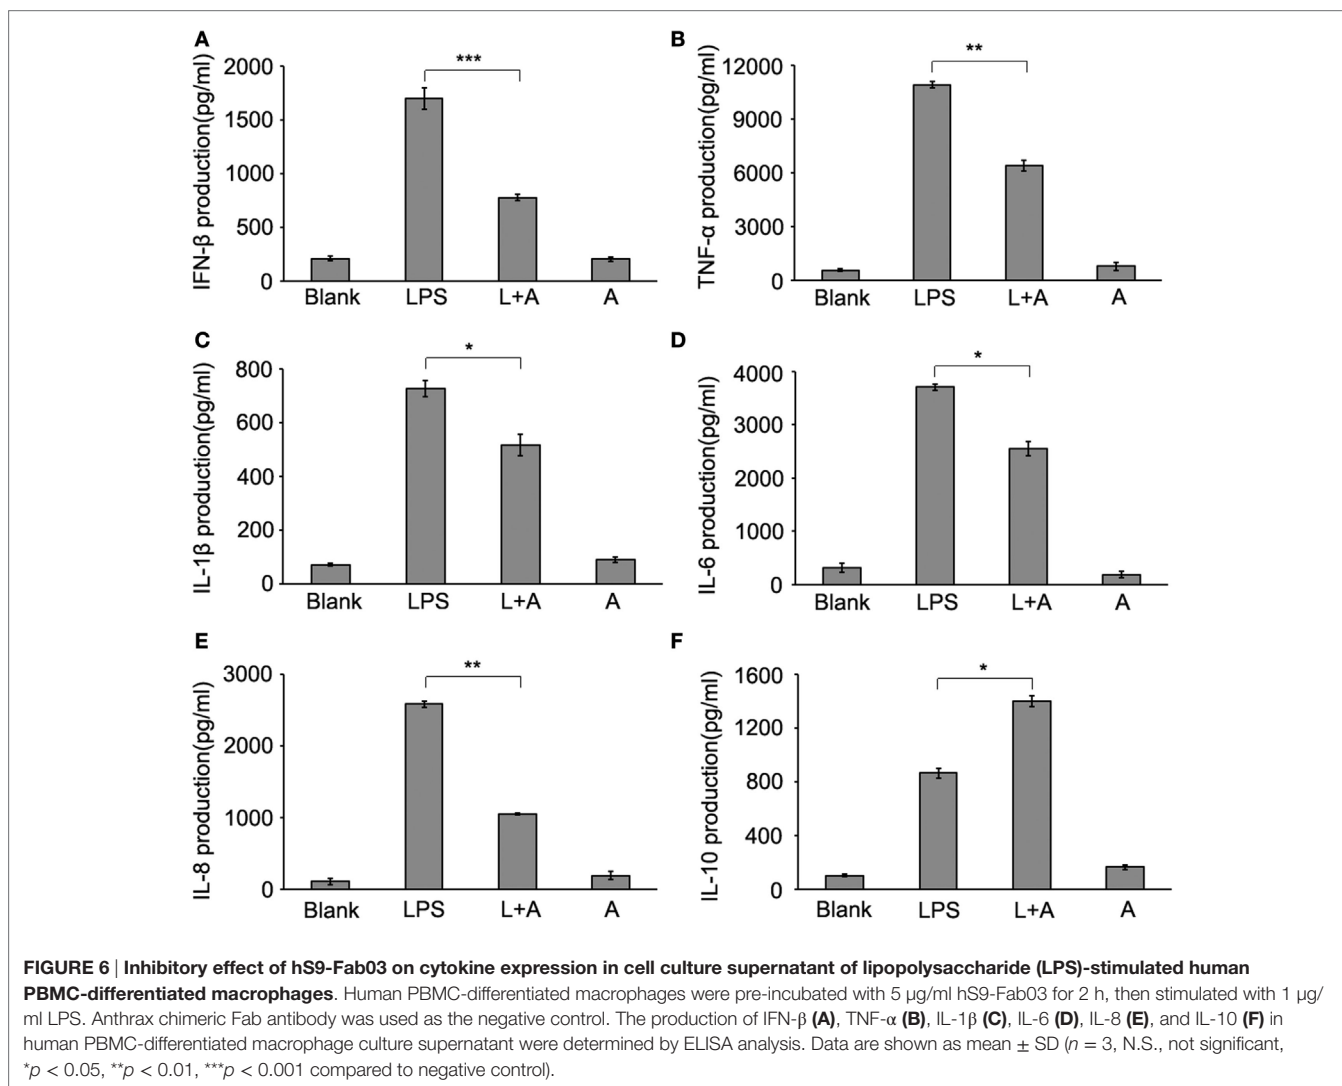 A
IFN-β production(pg/ml)
2000
1500
1000
500
0
***
Blank LPS L+A A
B
TNF-α production(pg/ml)
12000
9000
6000
3000
0
**
Blank LPS L+A A
C
IL-1β production(pg/ml)
800
600
400
200
0
*
Blank LPS L+A A
D
IL-6 production(pg/ml)
4000
3000
2000
1000
0
*
Blank LPS L+A A
E
IL-8 production(pg/ml)
3000
2000
1000
0
**
Blank LPS L+A A
F
IL-10 production(pg/ml)
1600
1200
800
400
0
*
Blank L+A LPS A
FIGURE 6 | Inhibitory effect of hS9-Fab03 on cytokine expression in cell culture supernatant of lipopolysaccharide (LPS)-stimulated human
PBMC-differentiated macrophages. Human PBMC-differentiated macrophages were pre-incubated with 5 μg/ml hS9-Fab03 for 2 h, then stimulated with 1 μg/
ml LPS. Anthrax chimeric Fab antibody was used as the negative control. The production of IFN-β (A), TNF-α (B), IL-1β (C), IL-6 (D), IL-8 (E), and IL-10 (F) in
human PBMC-differentiated macrophage culture supernatant were determined by ELISA analysis. Data are shown as mean ± SD (n = 3, N.S., not significant,
*p < 0.05, **p < 0.01, ***p < 0.001 compared to negative control).